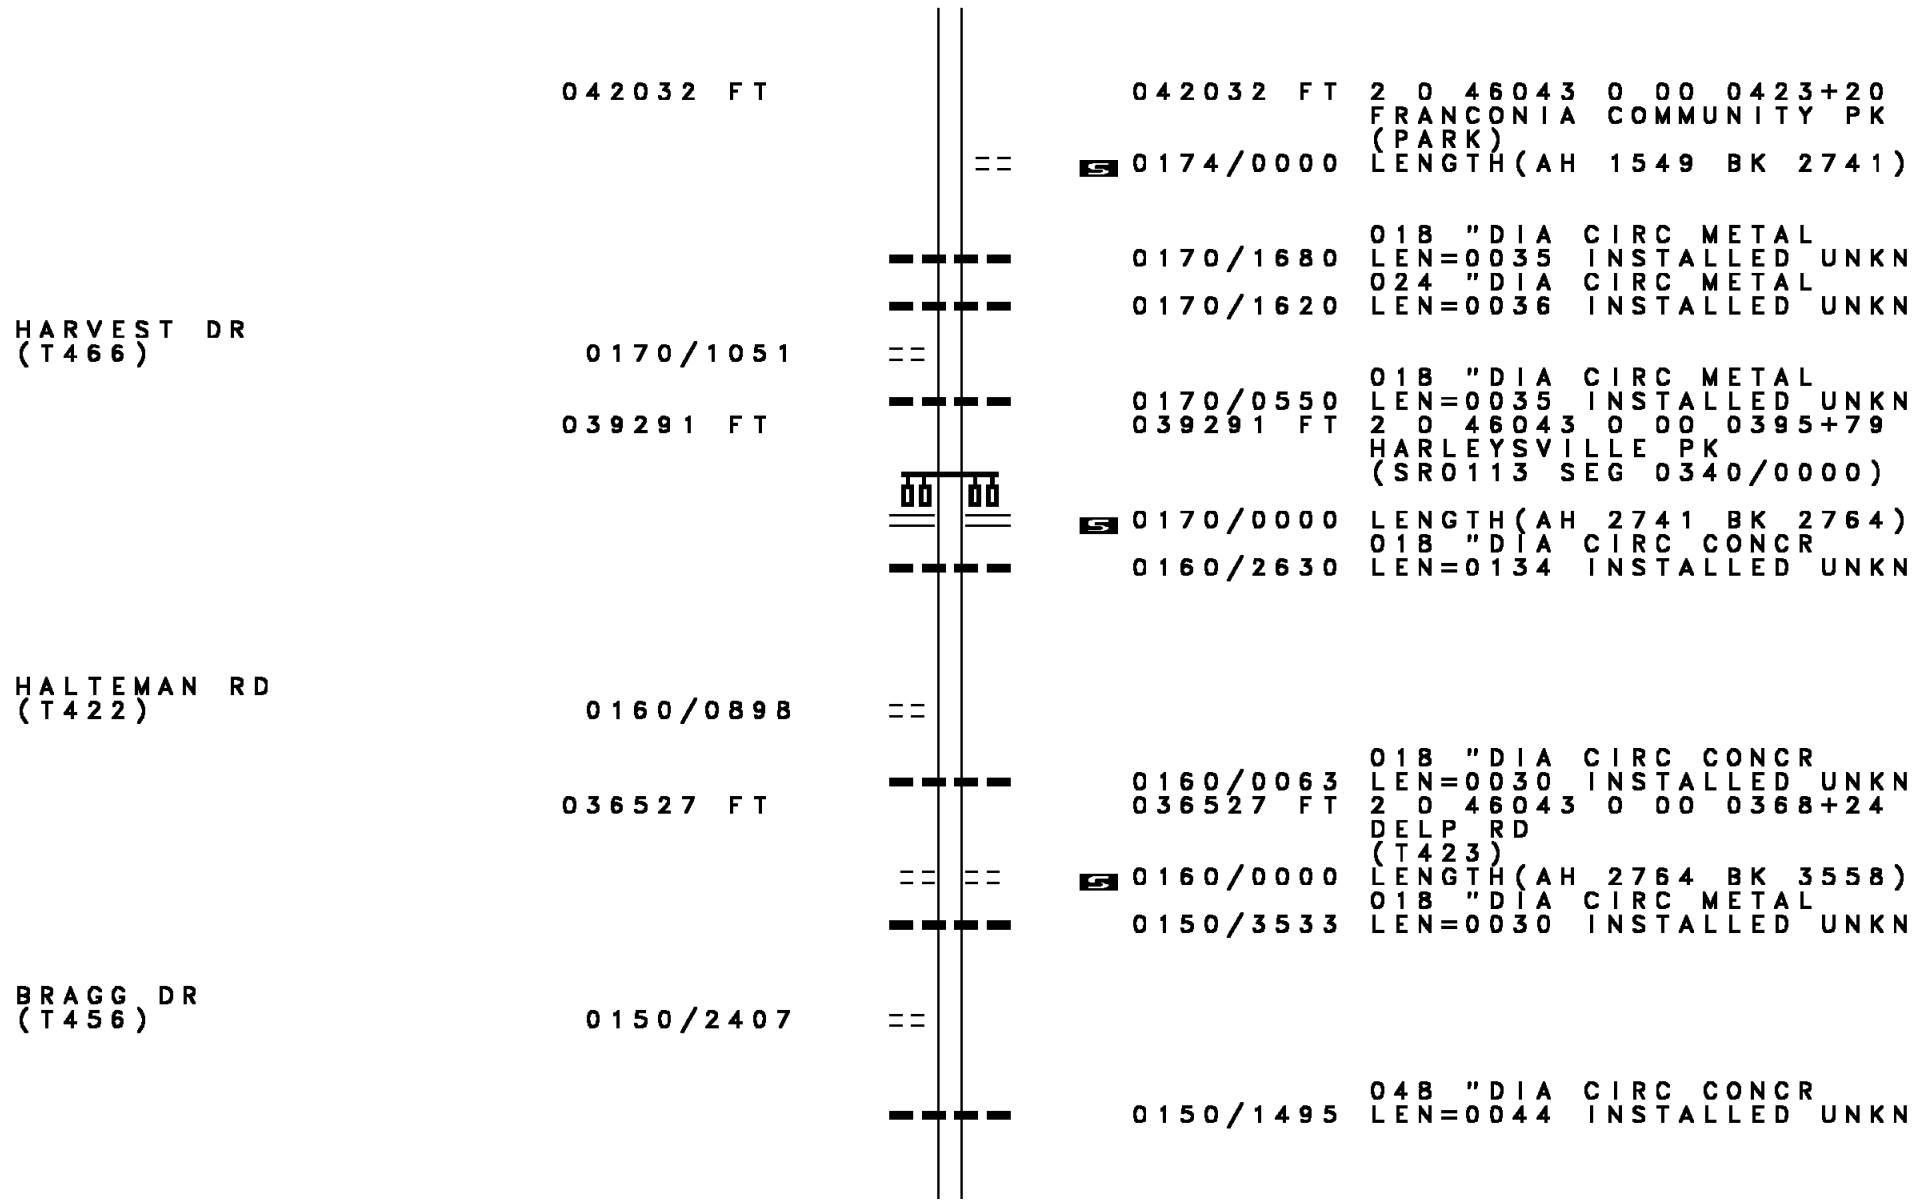 042032 FT 042032 FT 2 0 46043 0 00 0423+20
FRANCONIA COMMUNITY PK
(PARK)
S 0174/0000 LENGTH(AH 1549 BK 2741)
018 "DIA CIRC METAL
0170/1680 LEN=0035 INSTALLED UNKN
024 "DIA CIRC METAL
0170/1620 LEN=0036 INSTALLED UNKN
HARVEST DR
(T466) 0170/1051
018 "DIA CIRC METAL
0170/0550 LEN=0035 INSTALLED UNKN
039291 FT 039291 FT 2 0 46043 0 00 0395+79
HARLEYSVILLE PK
(SR0113 SEG 0340/0000)
S 0170/0000 LENGTH(AH 2741 BK 2764)
018 "DIA CIRC CONCR
0160/2630 LEN=0134 INSTALLED UNKN
HALTEMAN RD
(T422) 0160/0898
018 "DIA CIRC CONCR
0160/0063 LEN=0030 INSTALLED UNKN
036527 FT 036527 FT 2 0 46043 0 00 0368+24
DELP RD
(T423)
S 0160/0000 LENGTH(AH 2764 BK 3558)
018 "DIA CIRC METAL
0150/3533 LEN=0030 INSTALLED UNKN
BRAGG DR
(T456) 0150/2407
048 "DIA CIRC CONCR
0150/1495 LEN=0044 INSTALLED UNKN